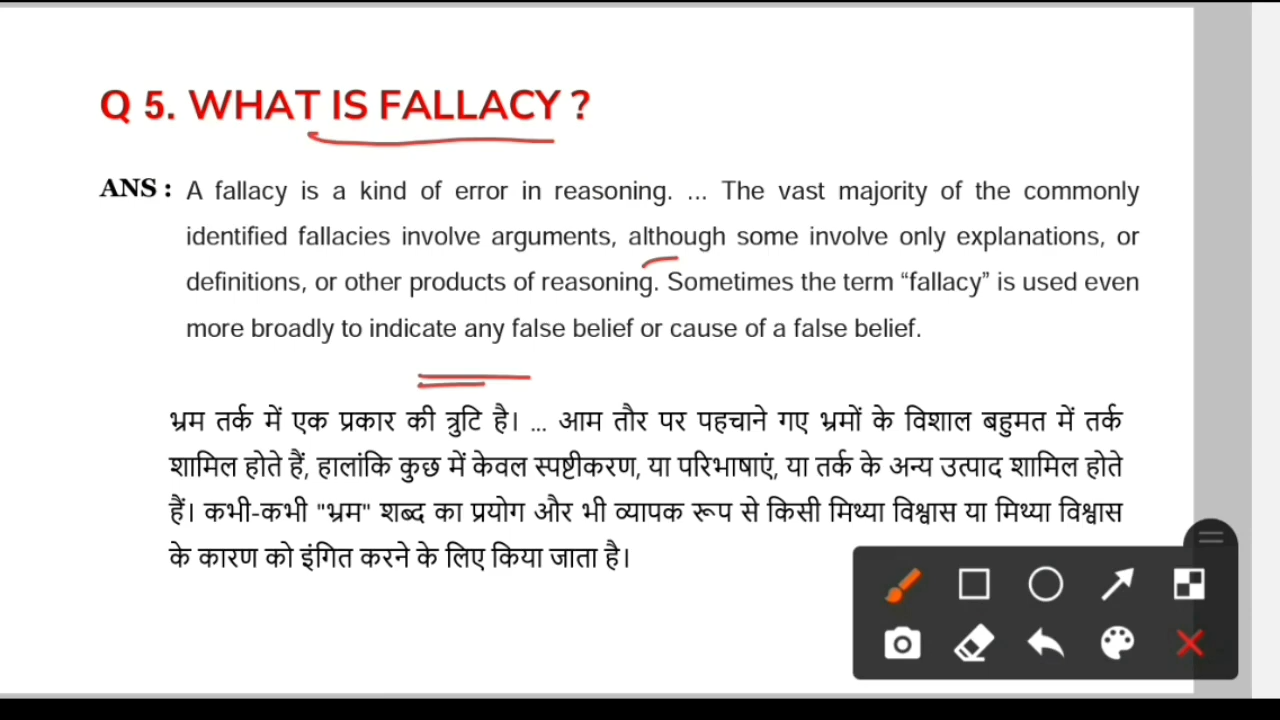 Q 5. WHAT IS FALLACY ?
ANS : A fallacy is a kind of error in reasoning. ... The vast majority of the commonly
identified fallacies involve arguments, although some involve only explanations, or
definitions, or other products of reasoning. Sometimes the term “fallacy” is used even
more broadly to indicate any false belief or cause of a false belief.
भ्रम तर्क में एक प्रकार की त्रुटि है। ... आम तौर पर पहचाने गए भ्रमों के विशाल बहुमत में तर्क
शामिल होते हैं, हालांकि कुछ में केवल स्पष्टीकरण, या परिभाषाएं, या तर्क के अन्य उत्पाद शामिल होते
हैं। कभी-कभी "भ्रम" शब्द का प्रयोग और भी व्यापक रूप से किसी मिथ्या विश्वास या मिथ्या विश्वास
के कारण को इंगित करने के लिए किया जाता है।